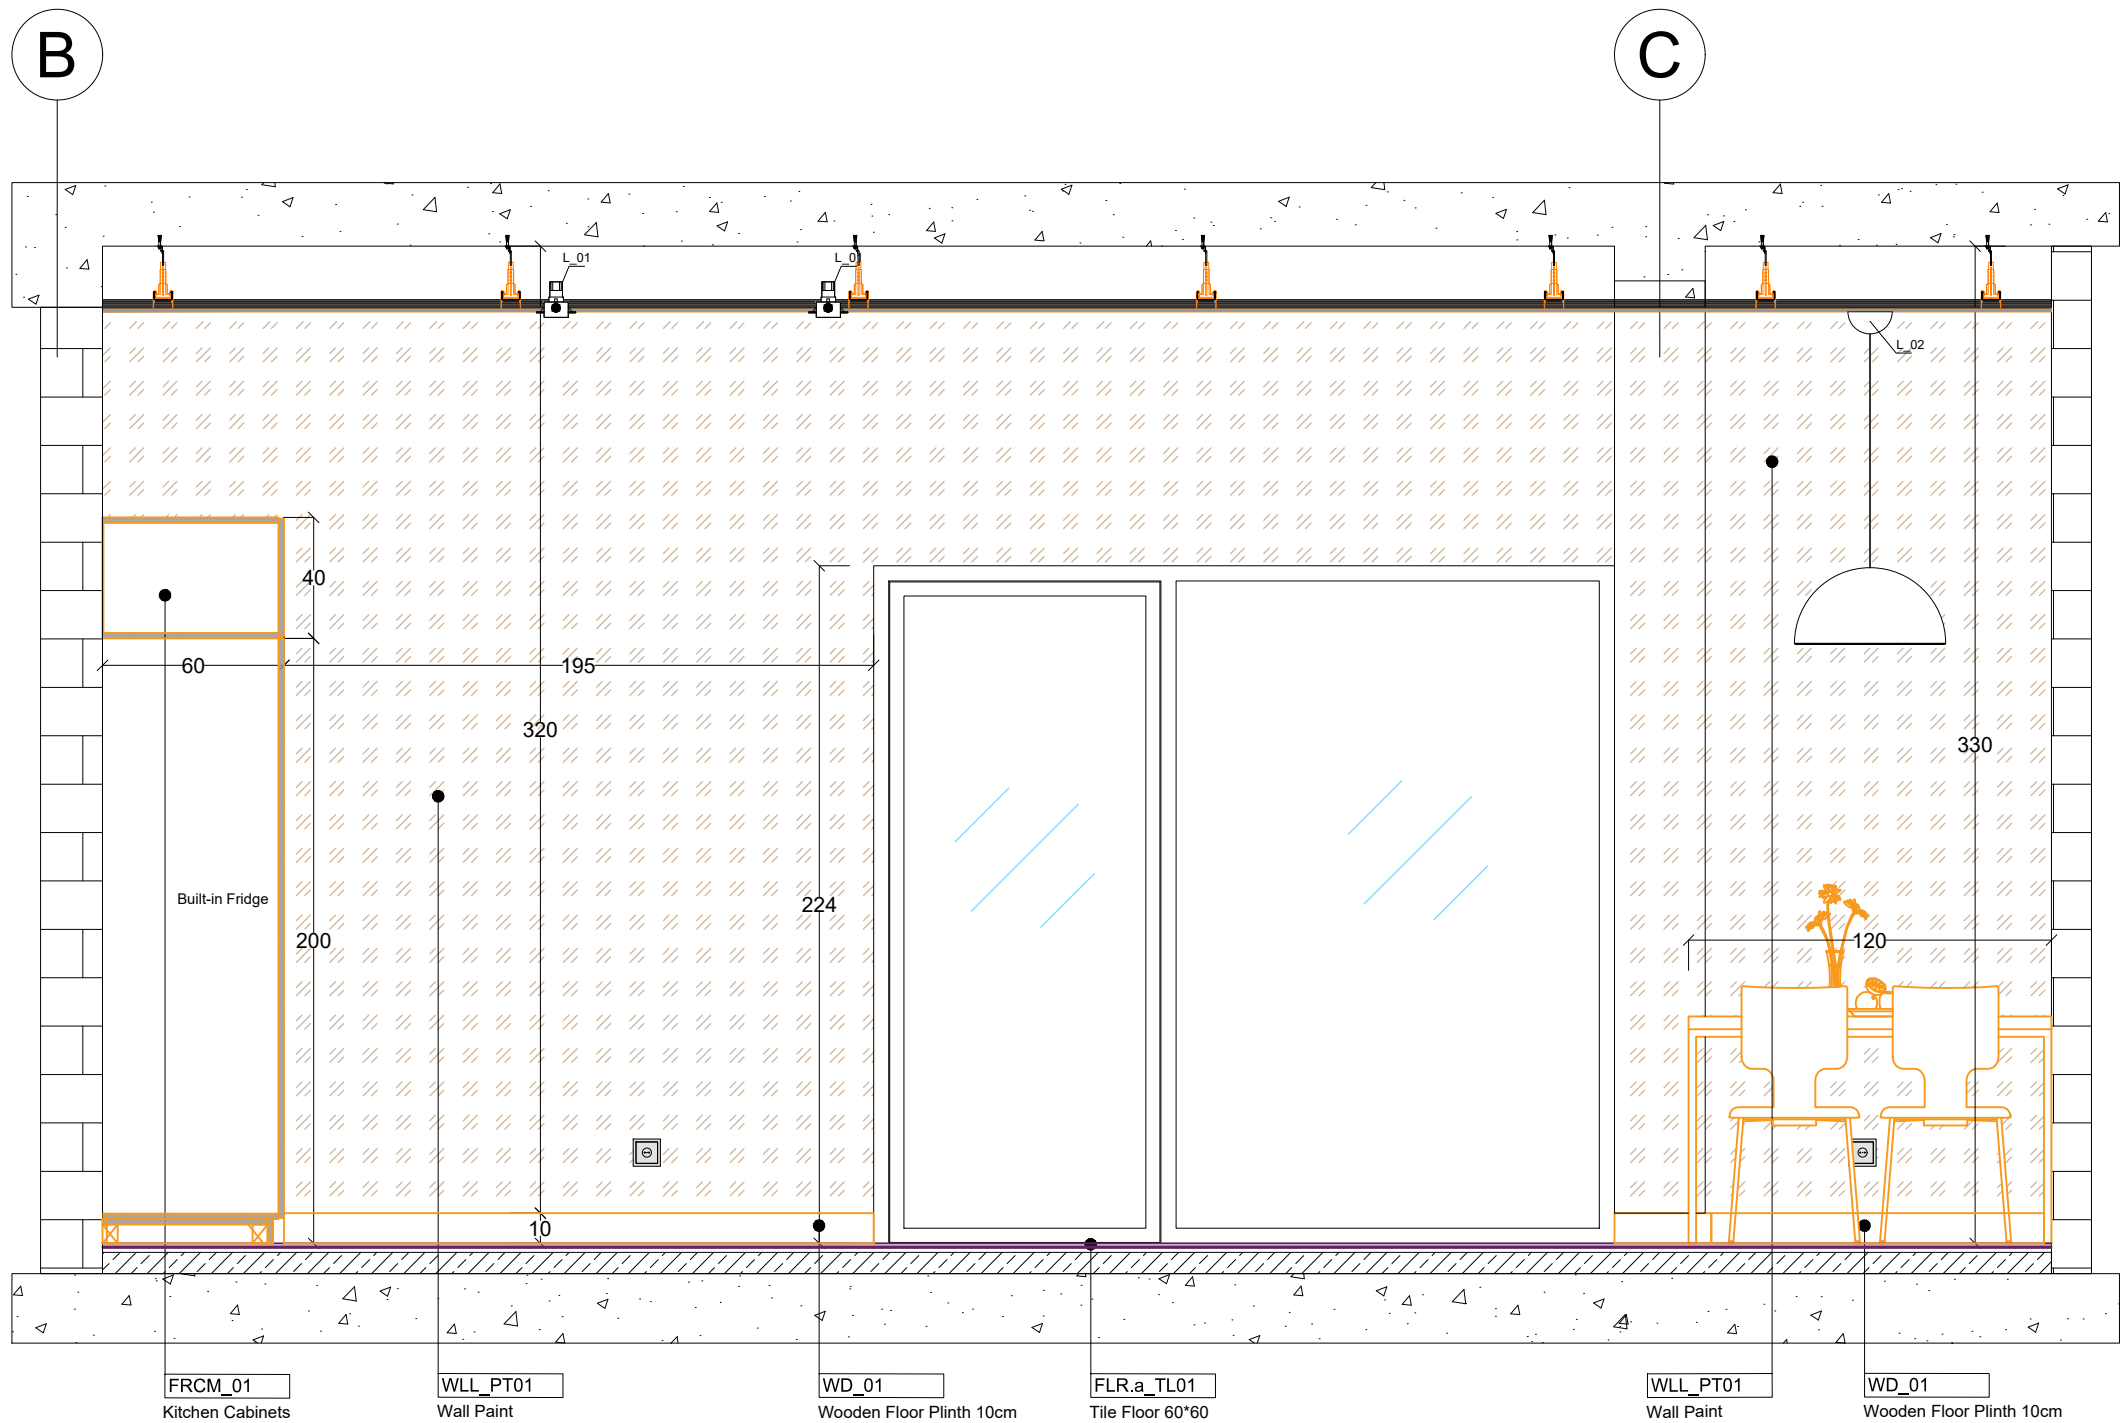 B
C
L_01
L_01
L_02
40
60
195
320
330
Built-in Fridge
224
200
120
10
FRCM_01
Kitchen Cabinets
WLL_PT01
Wall Paint
WD_01
Wooden Floor Plinth 10cm
FLR.a_TL01
Tile Floor 60*60
WLL_PT01
Wall Paint
WD_01
Wooden Floor Plinth 10cm